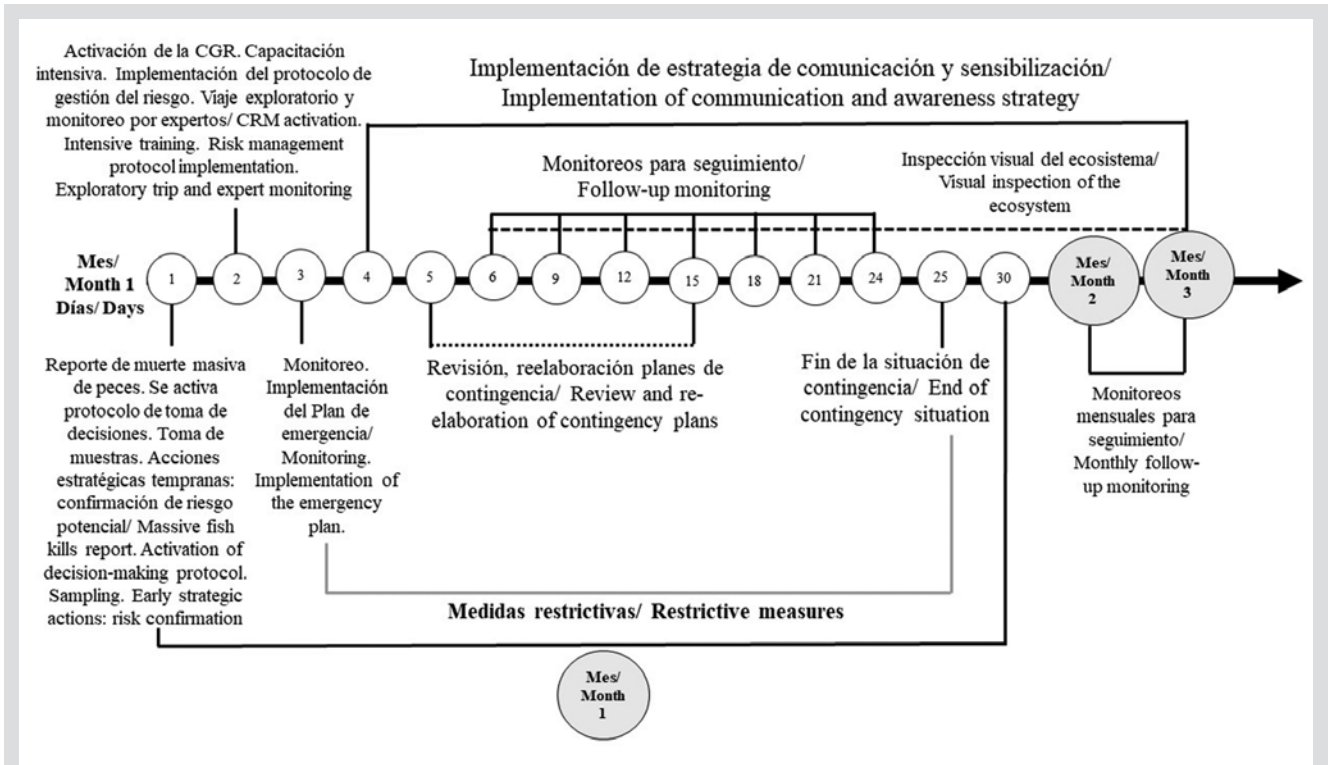 Activación de la CGR. Capacitación
intensiva. Implementación del protocolo de
gestión del riesgo. Viaje exploratorio y
monitoreo por expertos/ CRM activation.
Intensive training. Risk management
protocol implementation.
Exploratory trip and expert monitoring
Implementación de estrategia de comunicación y sensibilización/
Implementation of communication and awareness strategy
Monitoreos para seguimiento/
Follow-up monitoring
Inspección visual del ecosistema/
Visual inspection of the
ecosystem
Mes/
Month 1
Días/ Days
1
2
3
4
5
6
9
12
15
18
21
24
25
30
Mes/
Month
2
Mes/
Month
3
Reporte de muerte masiva
de peces. Se activa
protocolo de toma de
decisiones. Toma de
muestras. Acciones
estratégicas tempranas:
confirmación de riesgo
potencial/ Massive fish
kills report. Activation of
decision-making protocol.
Sampling. Early strategic
actions: risk confirmation
Monitoreo.
Implementación
del Plan de
emergencia/
Monitoring.
Implementation of
the emergency
plan.
Revisión, reelaboración planes de
contingencia/ Review and re-
elaboration of contingency plans
Fin de la situación de
contingencia/ End of
contingency situation
Monitoreos
mensuales para
seguimiento/
Monthly follow-
up monitoring
Medidas restrictivas/ Restrictive measures
Mes/
Month
1